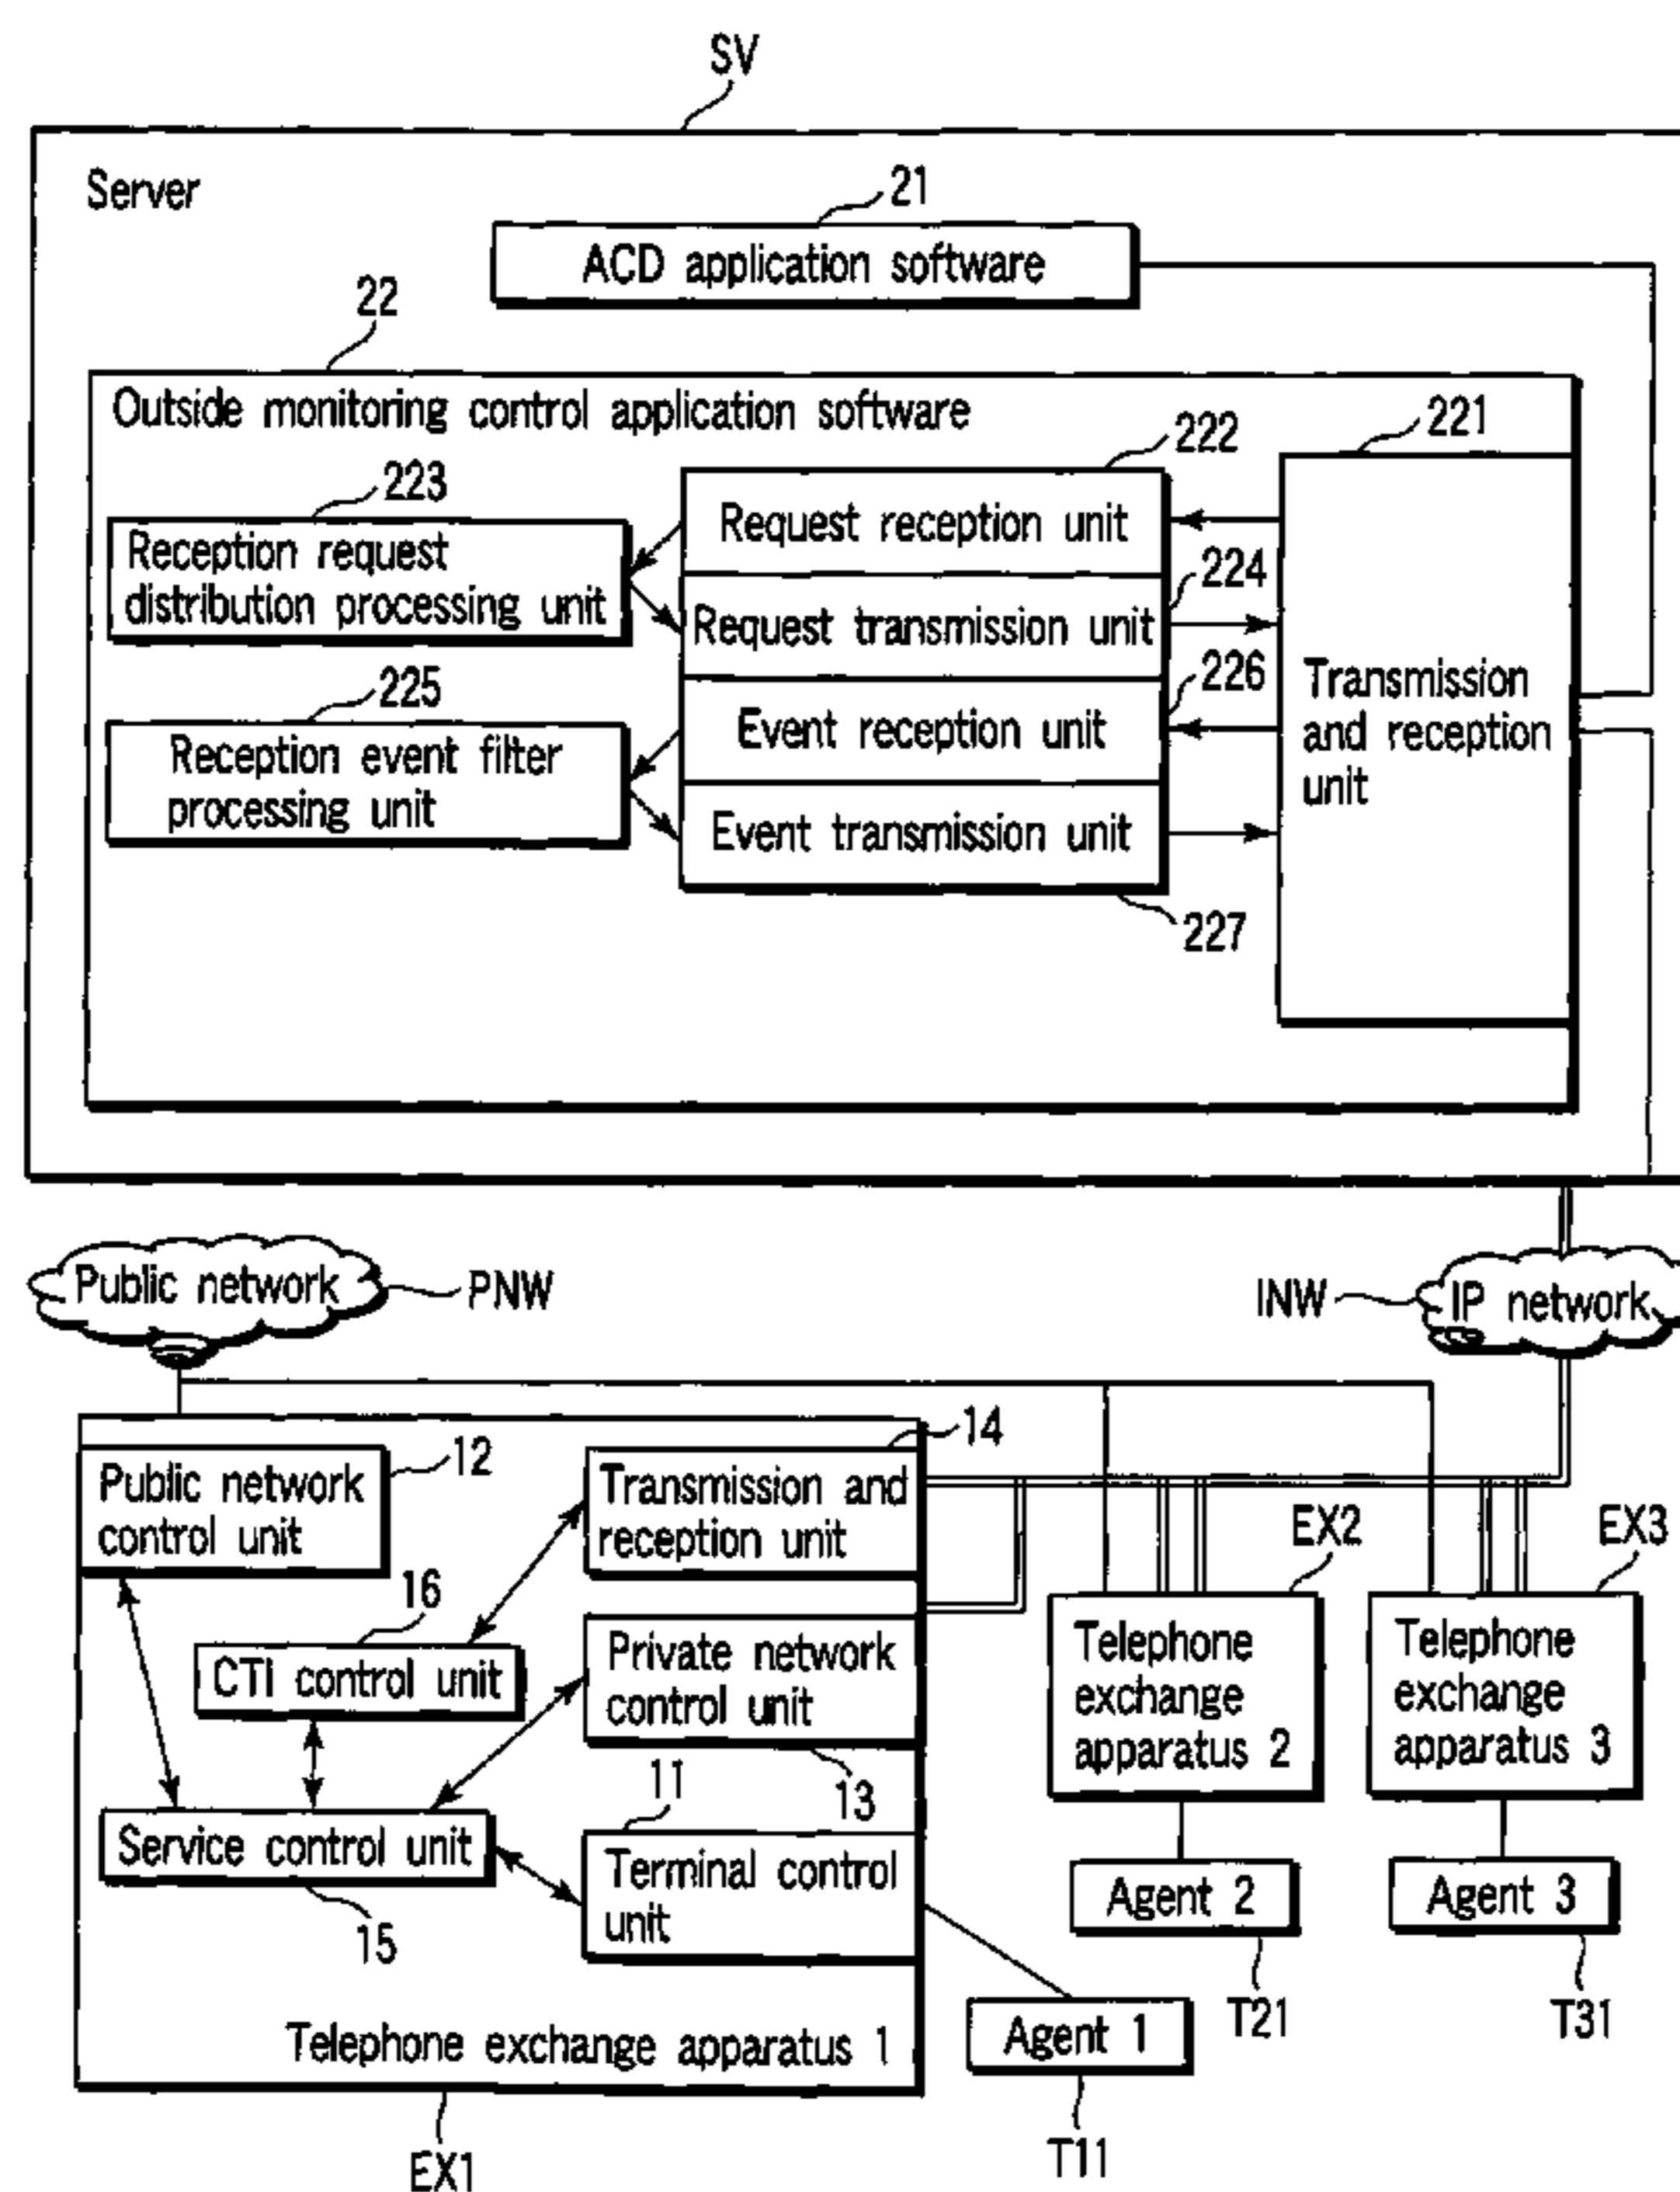 SV
Server
21
ACD application software
22
Outside monitoring control application software
222
221
223
Request reception unit
Reception request
distribution processing unit
224
Request transmission unit
225
226
Transmission
and reception
unit
Event reception unit
Reception event filter
processing unit
Event transmission unit
227
Public network
PNW
INW
IP network
12
14
Public network
control unit
Transmission and
reception unit
EX2
EX3
16
CTI control unit
Private network
control unit
Telephone
exchange
apparatus 2
Telephone
exchange
apparatus 3
11
13
Service control unit
Terminal control
unit
Agent 2
Agent 3
15
T21
T31
Agent 1
Telephone exchange apparatus 1
EX1
T11